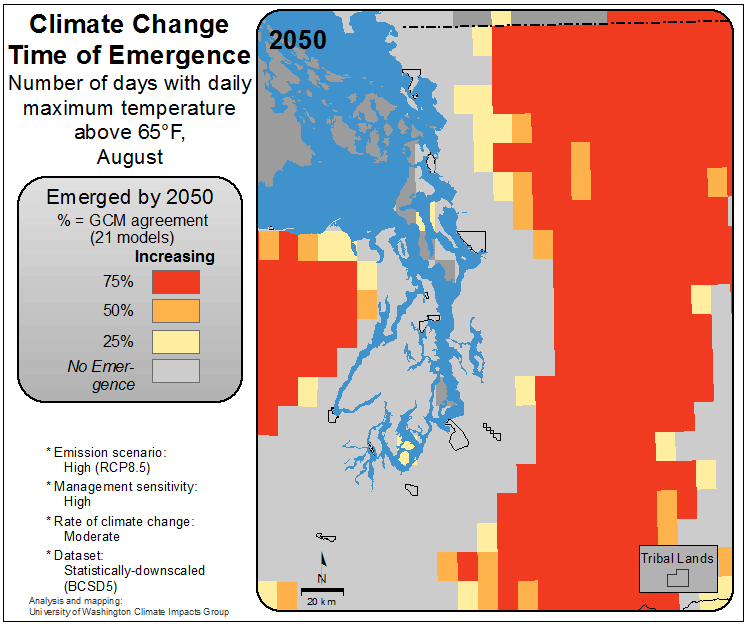 Climate Change
Time of Emergence
Number of days with daily
maximum temperature
above 65°F,
August
Emerged by 2050
% = GCM agreement
(21 models)
Increasing
75%
50%
25%
No Emer-
gence
* Emission scenario:
High (RCP8.5)
* Management sensitivity:
High
* Rate of climate change:
Moderate
* Dataset:
Statistically-downscaled
(BCSD5)
Analysis and mapping:
University of Washington Climate Impacts Group
2050
N
20 km
Tribal Lands